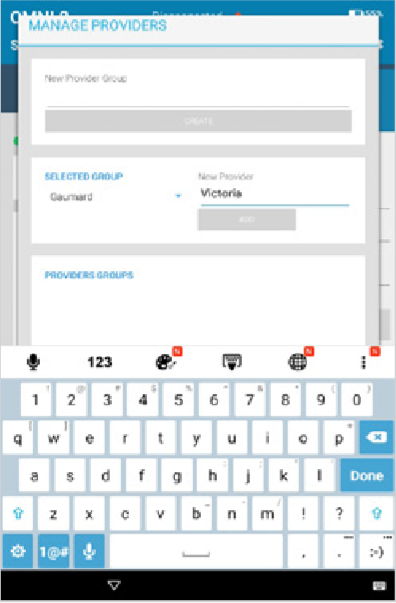 OMNI 2 Disconnected 55%
MANAGE PROVIDERS
New Provider Group
CREATE
SELECTED GROUP New Provider
Gaumard Victoria
ADD
PROVIDERS GROUPS
123 N N N
1 2 3 4 5 6 7 8 9 0
q w e r t y u i o p
a s d f g h j k l Done
z x c v b n m ! ?
1@# , . :-)